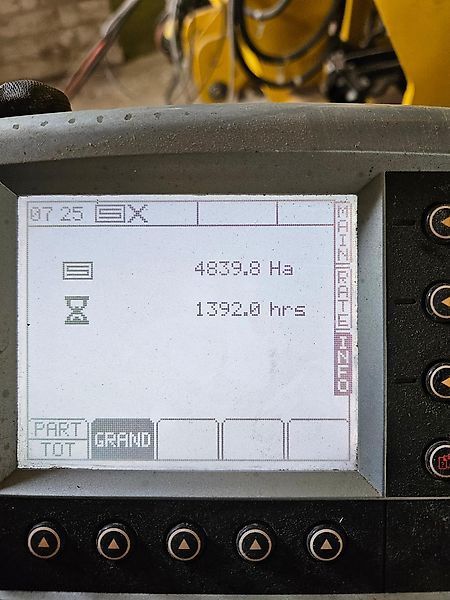 07 25
4839.8 Ha
1392.0 hrs
MAIN
RATE
INFO
PART
TOT
GRAND